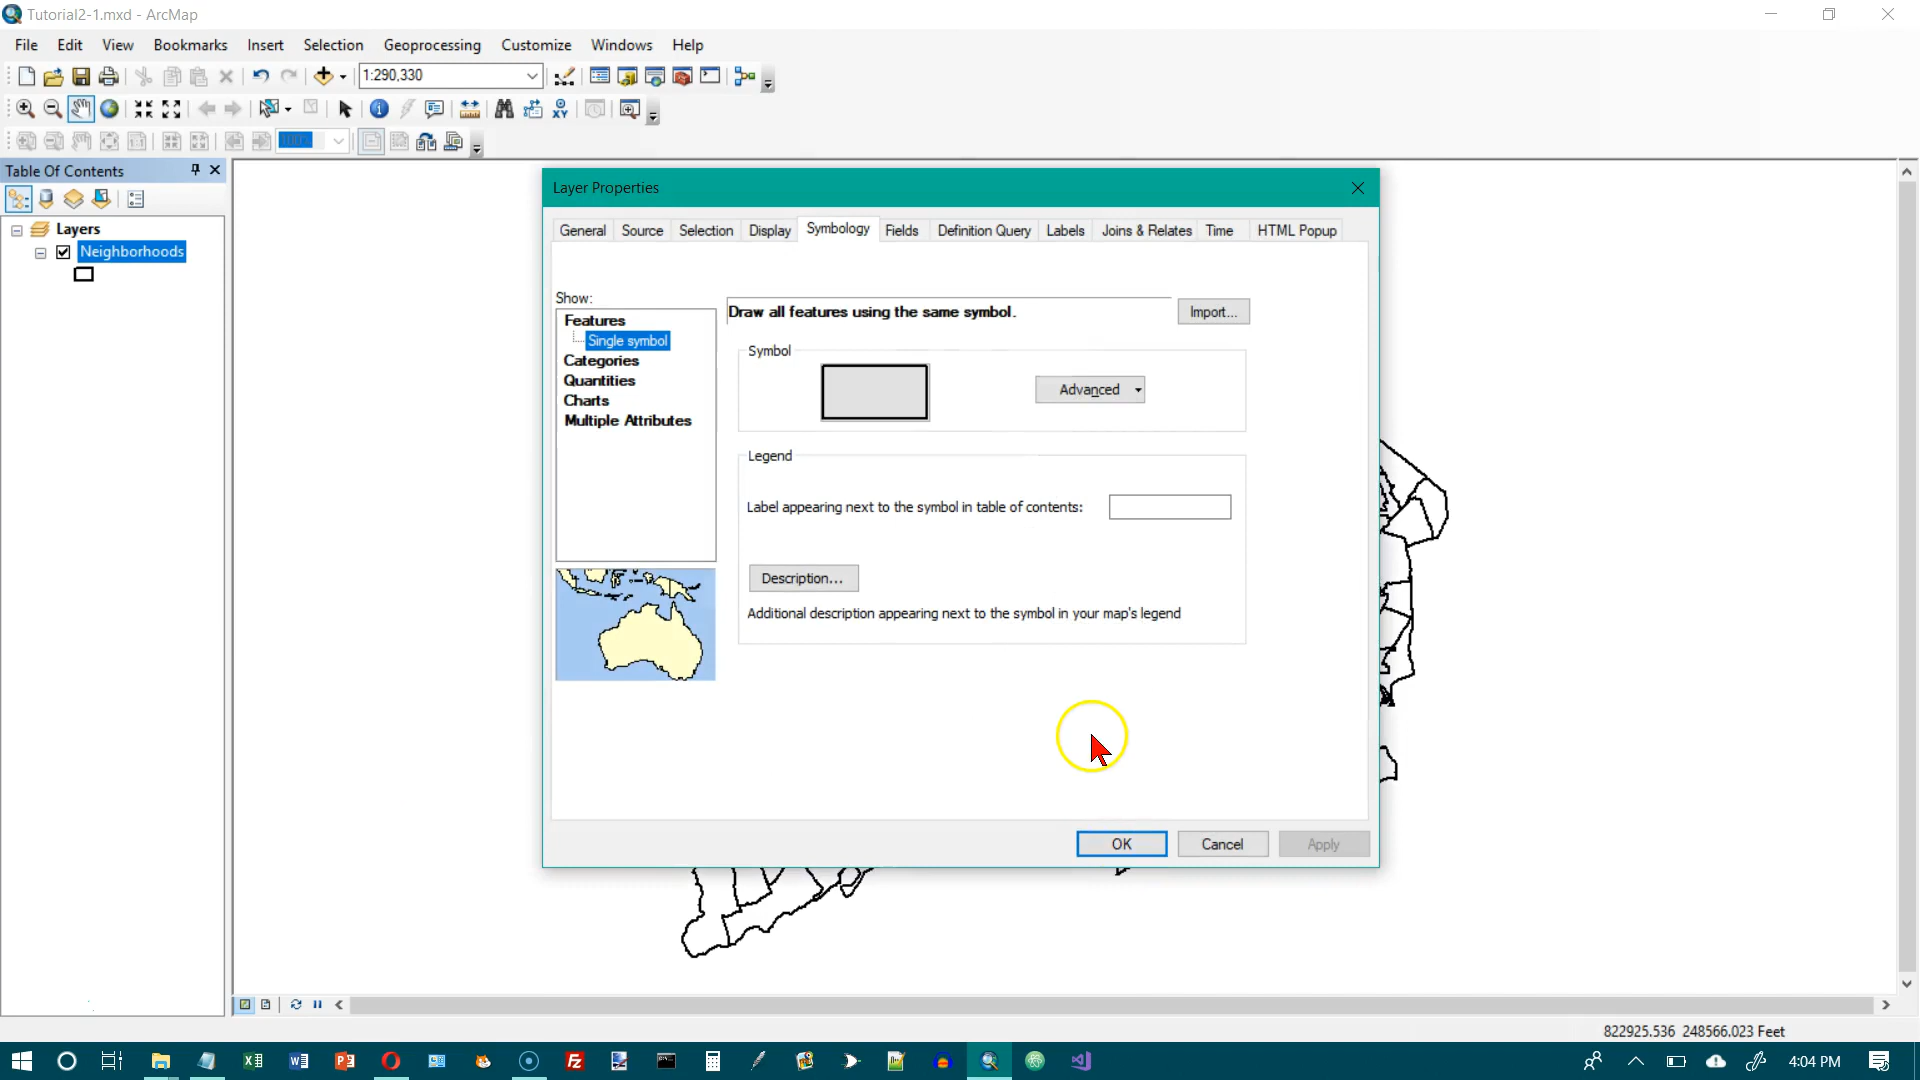 Tutorial2-1.mxd - ArcMap
File Edit View Bookmarks Insert Selection Geoprocessing Customize Windows Help
1:290,330
Table Of Contents
Layers
Neighborhoods
Layer Properties
General Source Selection Display Symbology Fields Definition Query Labels Joins & Relates Time HTML Popup
Show:
Features
Single symbol
Categories
Quantities
Charts
Multiple Attributes
Draw all features using the same symbol.
Import...
Symbol
Advanced
Legend
Label appearing next to the symbol in table of contents:
Description...
Additional description appearing next to the symbol in your map's legend
OK Cancel Apply
822925.536 248566.023 Feet
4:04 PM